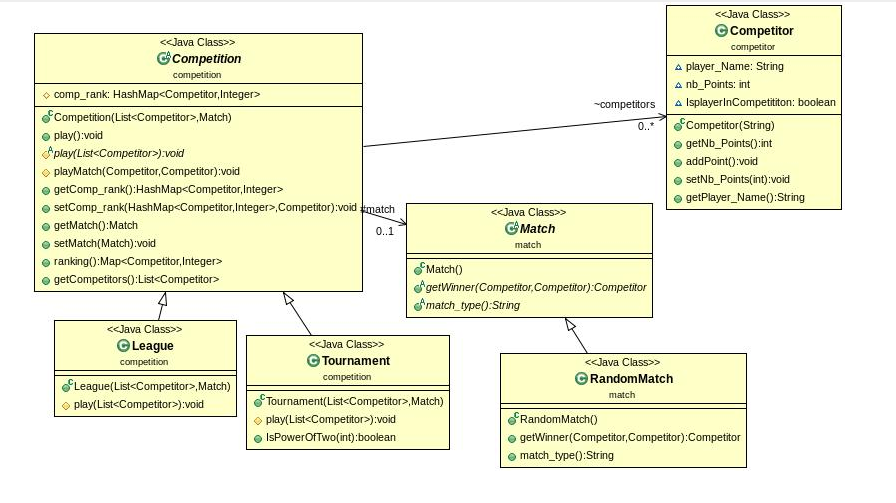 <<Java Class>>
Competition
competition
comp_rank: HashMap<Competitor,Integer>
Competition(List<Competitor>,Match)
play():void
play(List<Competitor>):void
playMatch(Competitor,Competitor):void
getComp_rank():HashMap<Competitor,Integer>
setComp_rank(HashMap<Competitor,Integer>,Competitor):void
getMatch():Match
setMatch(Match):void
ranking():Map<Competitor,Integer>
getCompetitors():List<Competitor>
~competitors
0..*
<<Java Class>>
Competitor
competitor
player_Name: String
nb_Points: int
IsplayerInCompetititon: boolean
Competitor(String)
getNb_Points():int
addPoint():void
setNb_Points(int):void
getPlayer_Name():String
#match
0..1
<<Java Class>>
Match
match
Match()
getWinner(Competitor,Competitor):Competitor
match_type():String
<<Java Class>>
League
competition
League(List<Competitor>,Match)
play(List<Competitor>):void
<<Java Class>>
Tournament
competition
Tournament(List<Competitor>,Match)
play(List<Competitor>):void
IsPowerOfTwo(int):boolean
<<Java Class>>
RandomMatch
match
RandomMatch()
getWinner(Competitor,Competitor):Competitor
match_type():String